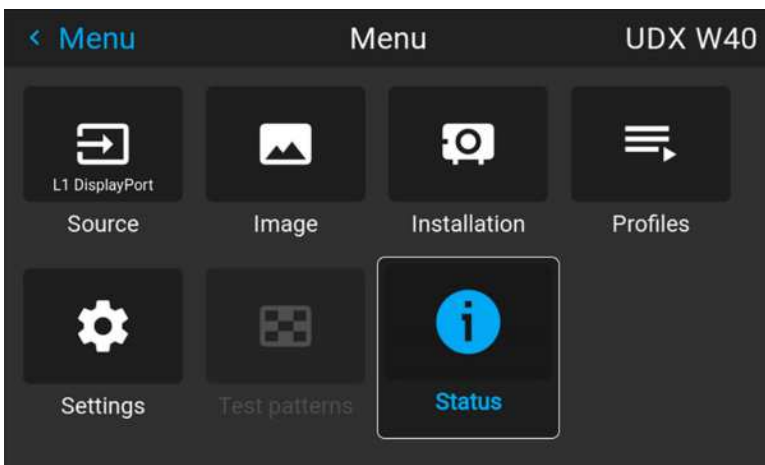 < Menu
Menu
UDX W40
L1 DisplayPort
Source
Image
Installation
Profiles
Settings
Test patterns
Status